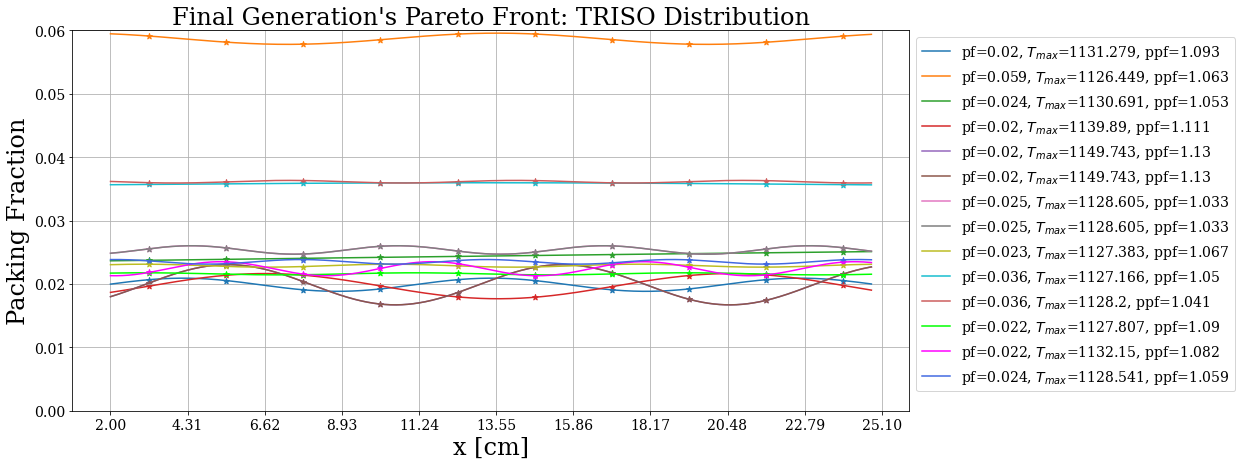 Final Generation's Pareto Front: TRISO Distribution
Packing Fraction
0.06
0.05
0.04
0.03
0.02
0.01
0.00
2.00 4.31 6.62 8.93 11.24 13.55 15.86 18.17 20.48 22.79 25.10
x [cm]
pf=0.02, Tmax=1131.279, ppf=1.093
pf=0.059, Tmax=1126.449, ppf=1.063
pf=0.024, Tmax=1130.691, ppf=1.053
pf=0.02, Tmax=1139.89, ppf=1.111
pf=0.02, Tmax=1149.743, ppf=1.13
pf=0.02, Tmax=1149.743, ppf=1.13
pf=0.025, Tmax=1128.605, ppf=1.033
pf=0.025, Tmax=1128.605, ppf=1.033
pf=0.023, Tmax=1127.383, ppf=1.067
pf=0.036, Tmax=1127.166, ppf=1.05
pf=0.036, Tmax=1128.2, ppf=1.041
pf=0.022, Tmax=1127.807, ppf=1.09
pf=0.022, Tmax=1132.15, ppf=1.082
pf=0.024, Tmax=1128.541, ppf=1.059